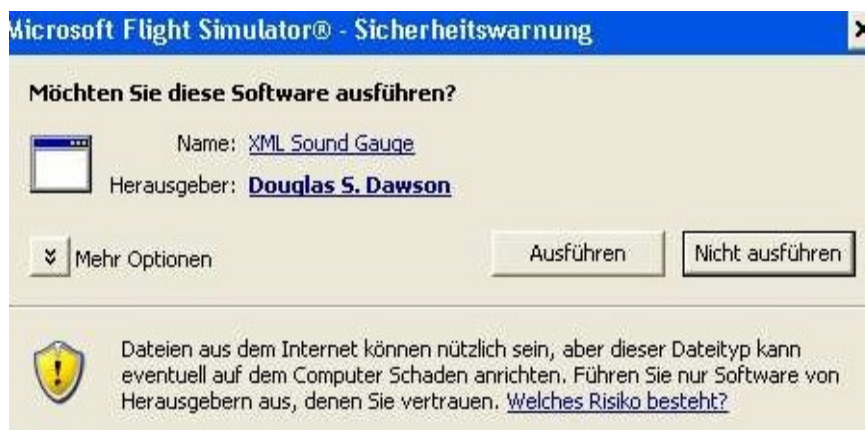 Microsoft Flight Simulator® - Sicherheitswarnung
Möchten Sie diese Software ausführen?
Name: XML Sound Gauge
Herausgeber: Douglas S. Dawson
Mehr Optionen
Ausführen
Nicht ausführen
Dateien aus dem Internet können nützlich sein, aber dieser Dateityp kann
eventuell auf dem Computer Schaden anrichten. Führen Sie nur Software von
Herausgebern aus, denen Sie vertrauen. Welches Risiko besteht?